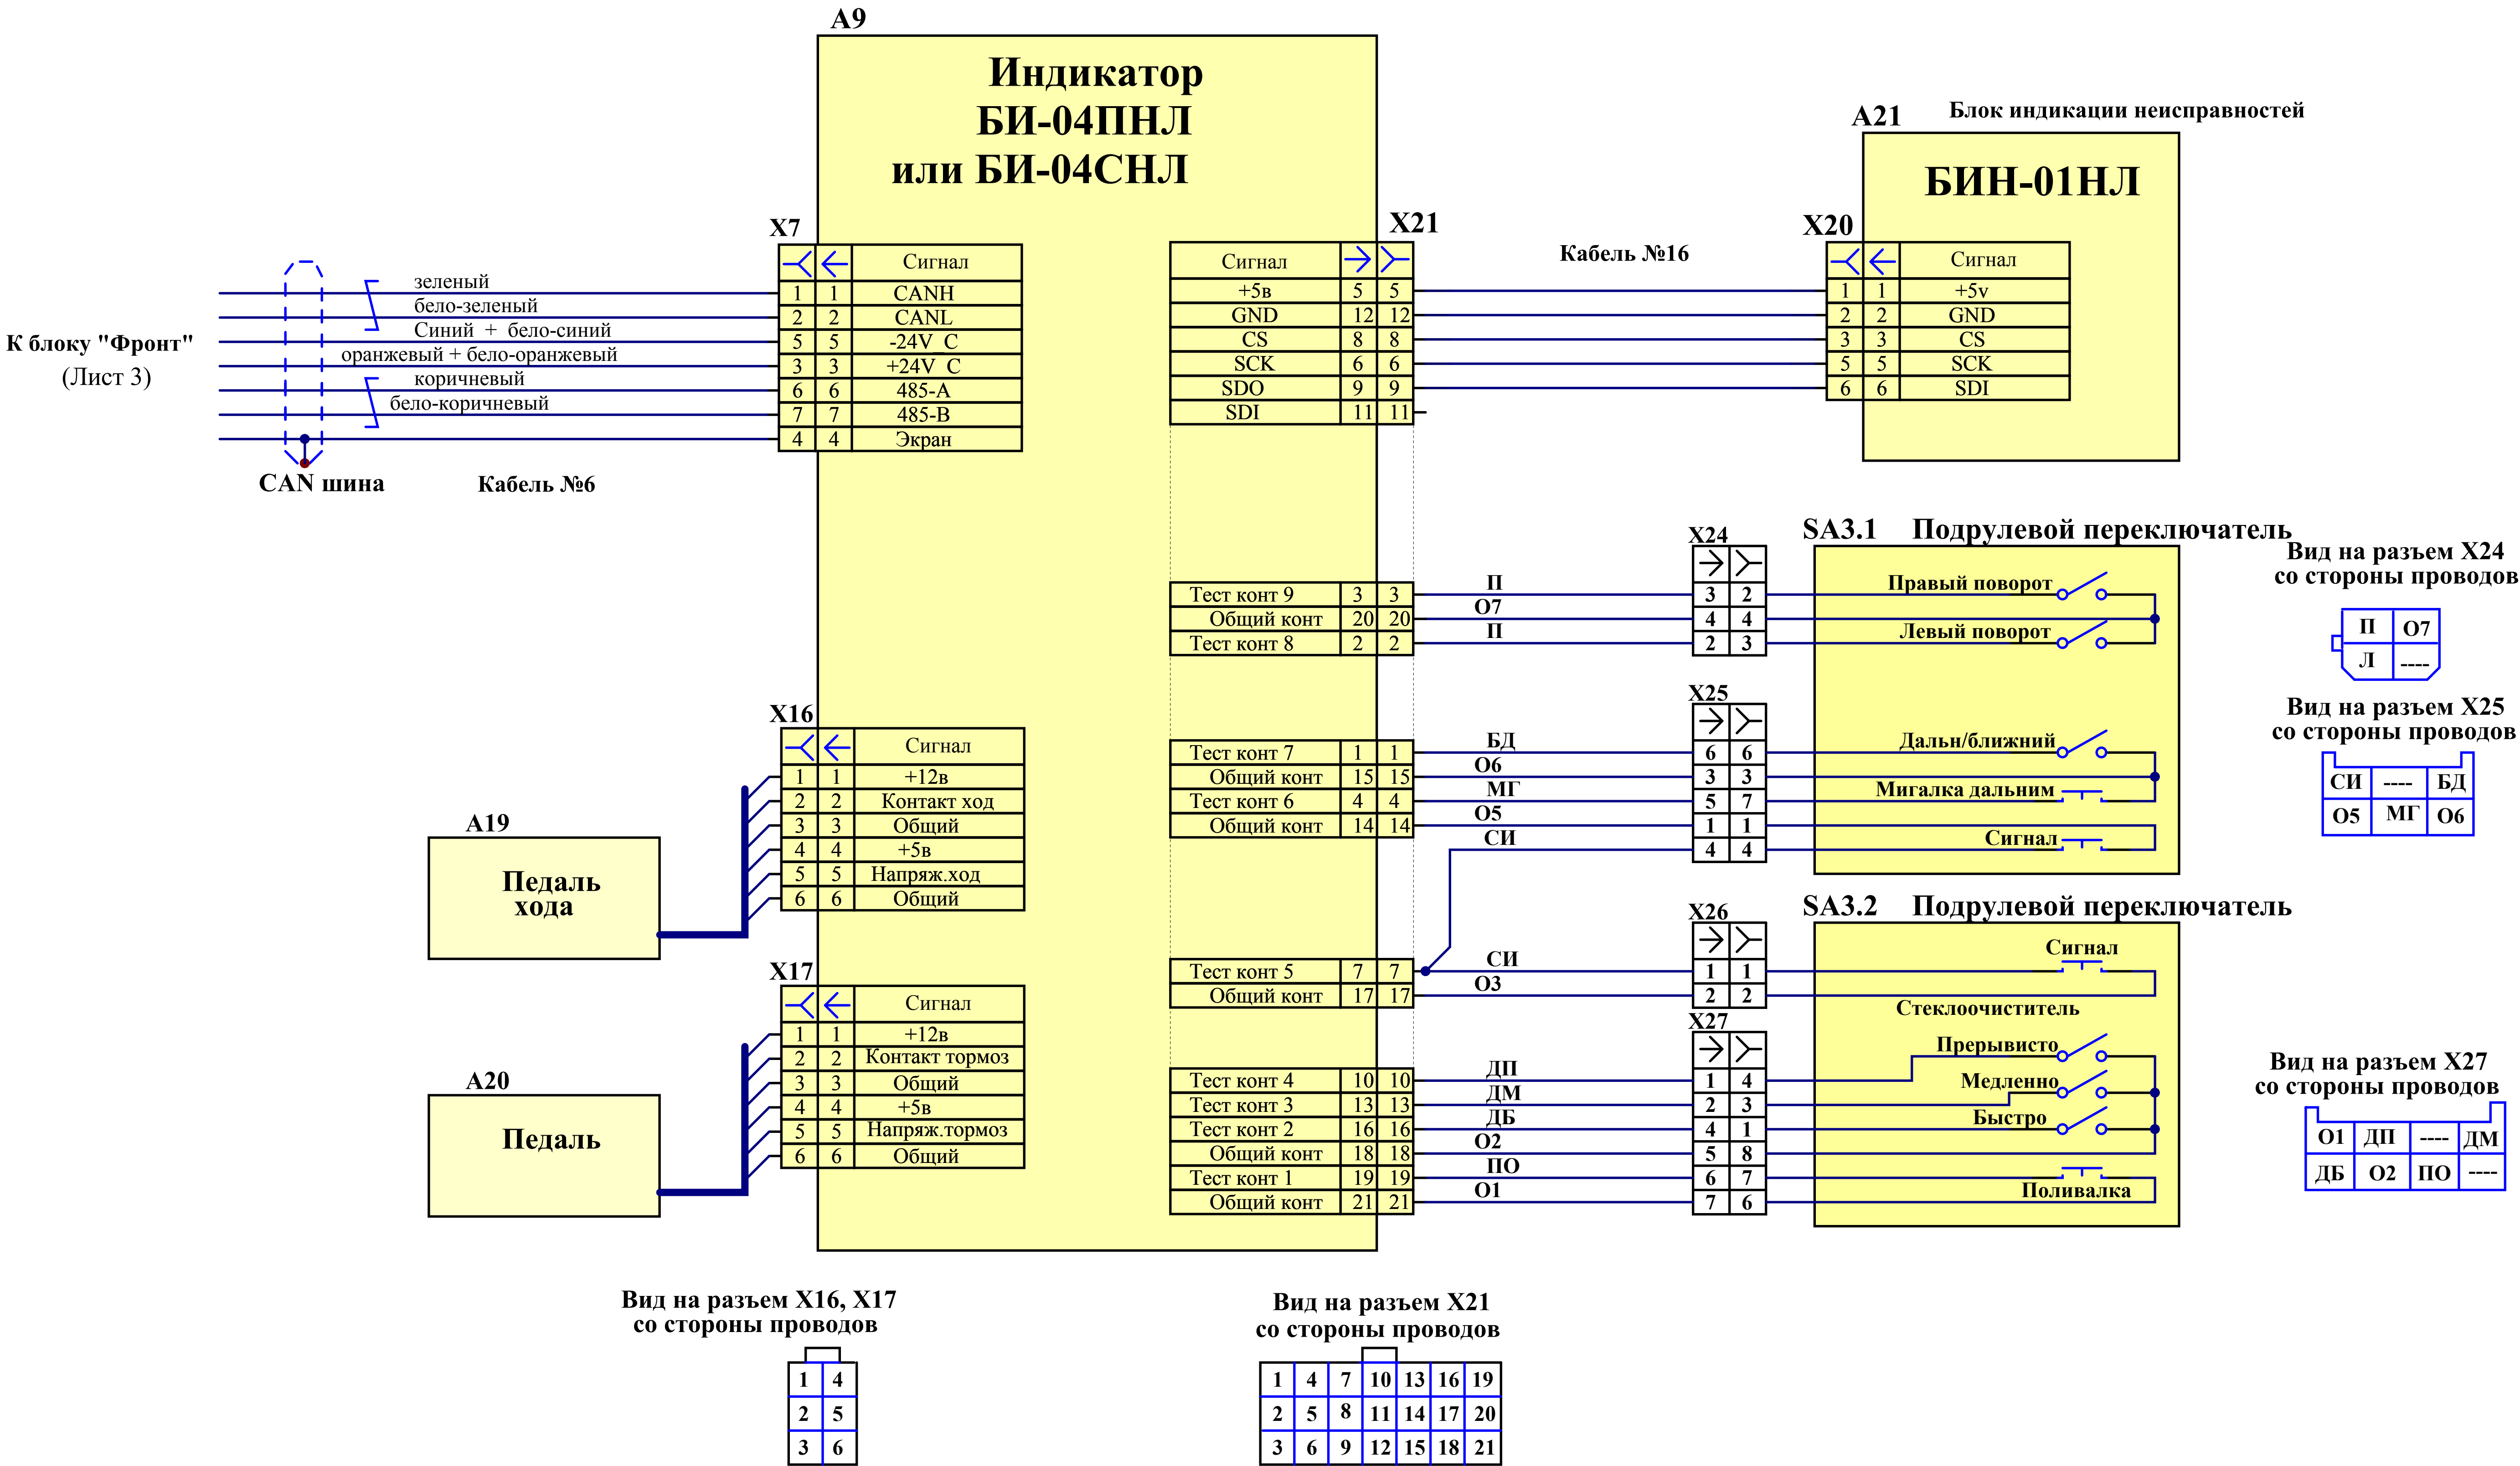 A9
Индикатор
БИ-04ПНЛ
или БИ-04СНЛ
A21
Блок индикации неисправностей
БИН-01НЛ
X7
Сигнал
1 1 CANH
2 2 CANL
5 5 -24V_C
3 3 +24V_C
6 6 485-A
7 7 485-B
4 4 Экран
зеленый
бело-зеленый
Синий + бело-синий
оранжевый + бело-оранжевый
коричневый
бело-коричневый
К блоку "Фронт"
(Лист 3)
CAN шина
Кабель №6
X21
Сигнал
+5в 5 5
GND 12 12
CS 8 8
SCK 6 6
SDO 9 9
SDI 11 11
Кабель №16
X20
Сигнал
1 1 +5v
2 2 GND
3 3 CS
5 5 SCK
6 6 SDI
Тест конт 9 3 3 П
Общий конт 20 20 О7
Тест конт 8 2 2 П
X24
3 2
4 4
2 3
SA3.1 Подрулевой переключатель
Правый поворот
Левый поворот
Вид на разъем X24
со стороны проводов
П О7
Л ----
Тест конт 7 1 1 БД
Общий конт 15 15 О6
Тест конт 6 4 4 МГ
Общий конт 14 14 О5
СИ
X25
6 6
3 3
5 7
1 1
4 4
Дальн/ближний
Мигалка дальним
Сигнал
Вид на разъем X25
со стороны проводов
СИ ---- БД
О5 МГ О6
X16
Сигнал
1 1 +12в
2 2 Контакт ход
3 3 Общий
4 4 +5в
5 5 Напряж.ход
6 6 Общий
A19
Педаль
хода
Тест конт 5 7 7 СИ
Общий конт 17 17 О3
X26
1 1
2 2
SA3.2 Подрулевой переключатель
Сигнал
Стеклоочиститель
X17
Сигнал
1 1 +12в
2 2 Контакт тормоз
3 3 Общий
4 4 +5в
5 5 Напряж.тормоз
6 6 Общий
A20
Педаль
Тест конт 4 10 10 ДП
Тест конт 3 13 13 ДМ
Тест конт 2 16 16 ДБ
Общий конт 18 18 О2
Тест конт 1 19 19 ПО
Общий конт 21 21 О1
X27
1 4
2 3
4 1
5 8
6 7
7 6
Прерывисто
Медленно
Быстро
Поливалка
Вид на разъем X27
со стороны проводов
О1 ДП ---- ДМ
ДБ О2 ПО ----
Вид на разъем X16, X17
со стороны проводов
1 4
2 5
3 6
Вид на разъем X21
со стороны проводов
1 4 7 10 13 16 19
2 5 8 11 14 17 20
3 6 9 12 15 18 21